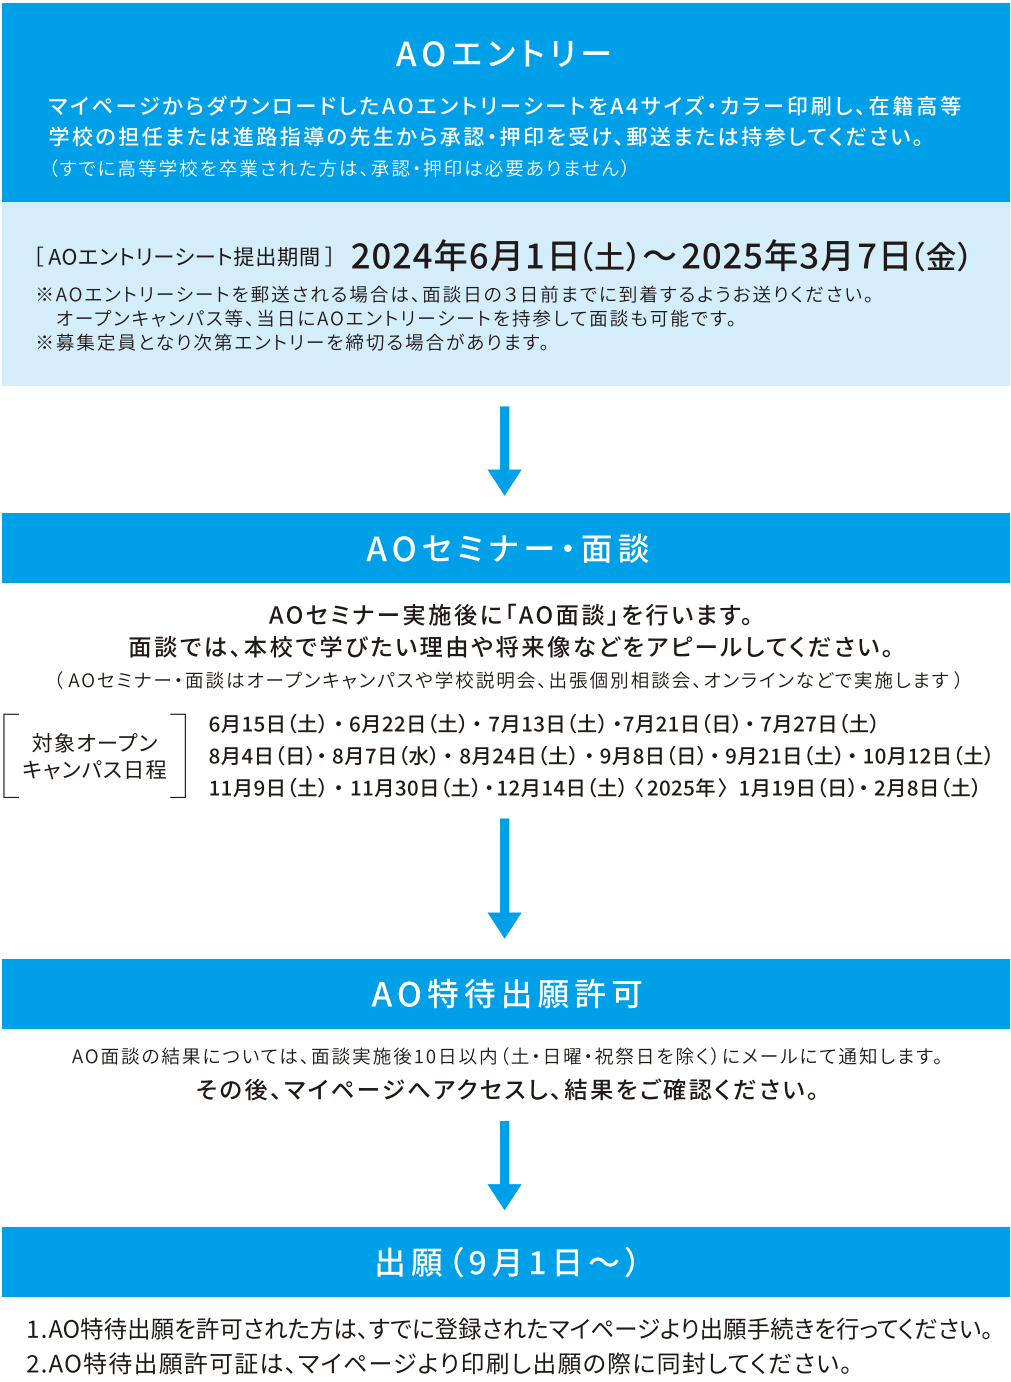 AOエントリー
マイページからダウンロードしたAOエントリーシートをA4サイズ・カラー印刷し、在籍高等
学校の担任または進路指導の先生から承認・押印を受け、郵送または持参してください。
（すでに高等学校を卒業された方は、承認・押印は必要ありません）
［AOエントリーシート提出期間］ 2024年6月1日（土）～2025年3月7日（金）
※AOエントリーシートを郵送される場合は、面談日の3日前までに到着するようお送りください。
オープンキャンパス等、当日にAOエントリーシートを持参して面談も可能です。
※募集定員となり次第エントリーを締切る場合があります。
AOセミナー・面談
AOセミナー実施後に「AO面談」を行います。
面談では、本校で学びたい理由や将来像などをアピールしてください。
（AOセミナー・面談はオープンキャンパスや学校説明会、出張個別相談会、オンラインなどで実施します）
対象オープン
キャンパス日程
6月15日（土）・6月22日（土）・7月13日（土）・7月21日（日）・7月27日（土）
8月4日（日）・8月7日（水）・8月24日（土）・9月8日（日）・9月21日（土）・10月12日（土）
11月9日（土）・11月30日（土）・12月14日（土）〈2025年〉1月19日（日）・2月8日（土）
AO特待出願許可
AO面談の結果については、面談実施後10日以内（土・日曜・祝祭日を除く）にメールにて通知します。
その後、マイページへアクセスし、結果をご確認ください。
出願（9月1日～）
1.AO特待出願を許可された方は、すでに登録されたマイページより出願手続きを行ってください。
2.AO特待出願許可証は、マイページより印刷し出願の際に同封してください。